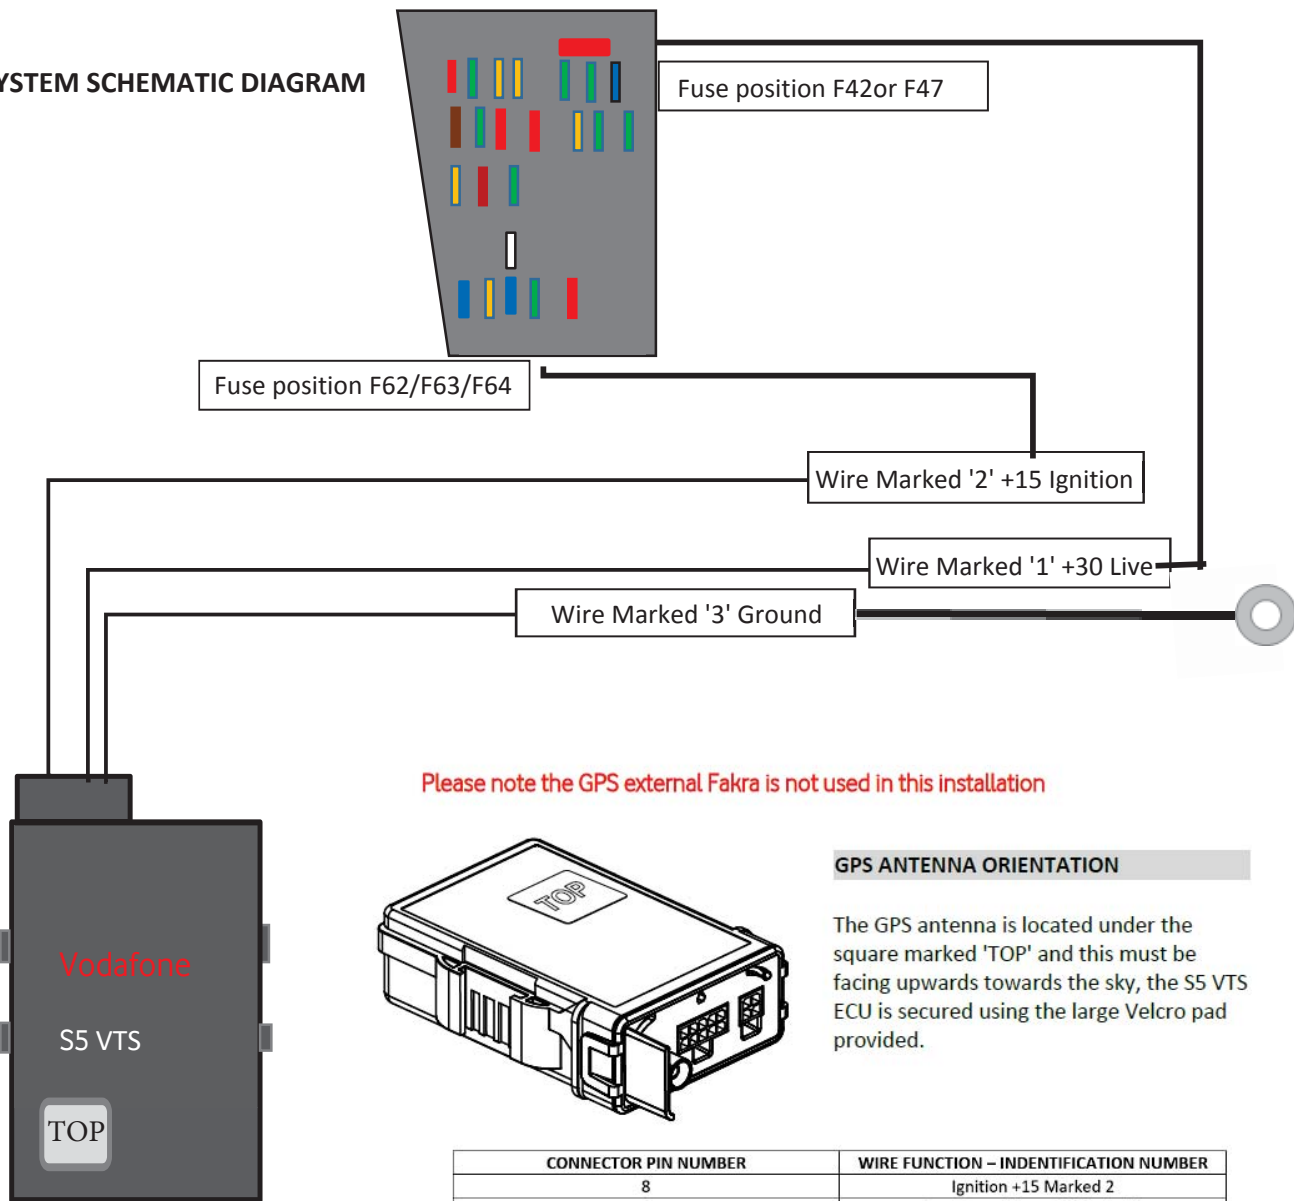 YSTEM SCHEMATIC DIAGRAM
Fuse position F42or F47
Fuse position F62/F63/F64
Wire Marked '2' +15 Ignition
Wire Marked '1' +30 Live
Wire Marked '3' Ground
Please note the GPS external Fakra is not used in this installation
TOP
GPS ANTENNA ORIENTATION
The GPS antenna is located under the
square marked 'TOP' and this must be
facing upwards towards the sky, the S5 VTS
ECU is secured using the large Velcro pad
provided.
Vodafone
S5 VTS
TOP
CONNECTOR PIN NUMBER WIRE FUNCTION – INDENTIFICATION NUMBER
8 Ignition +15 Marked 2